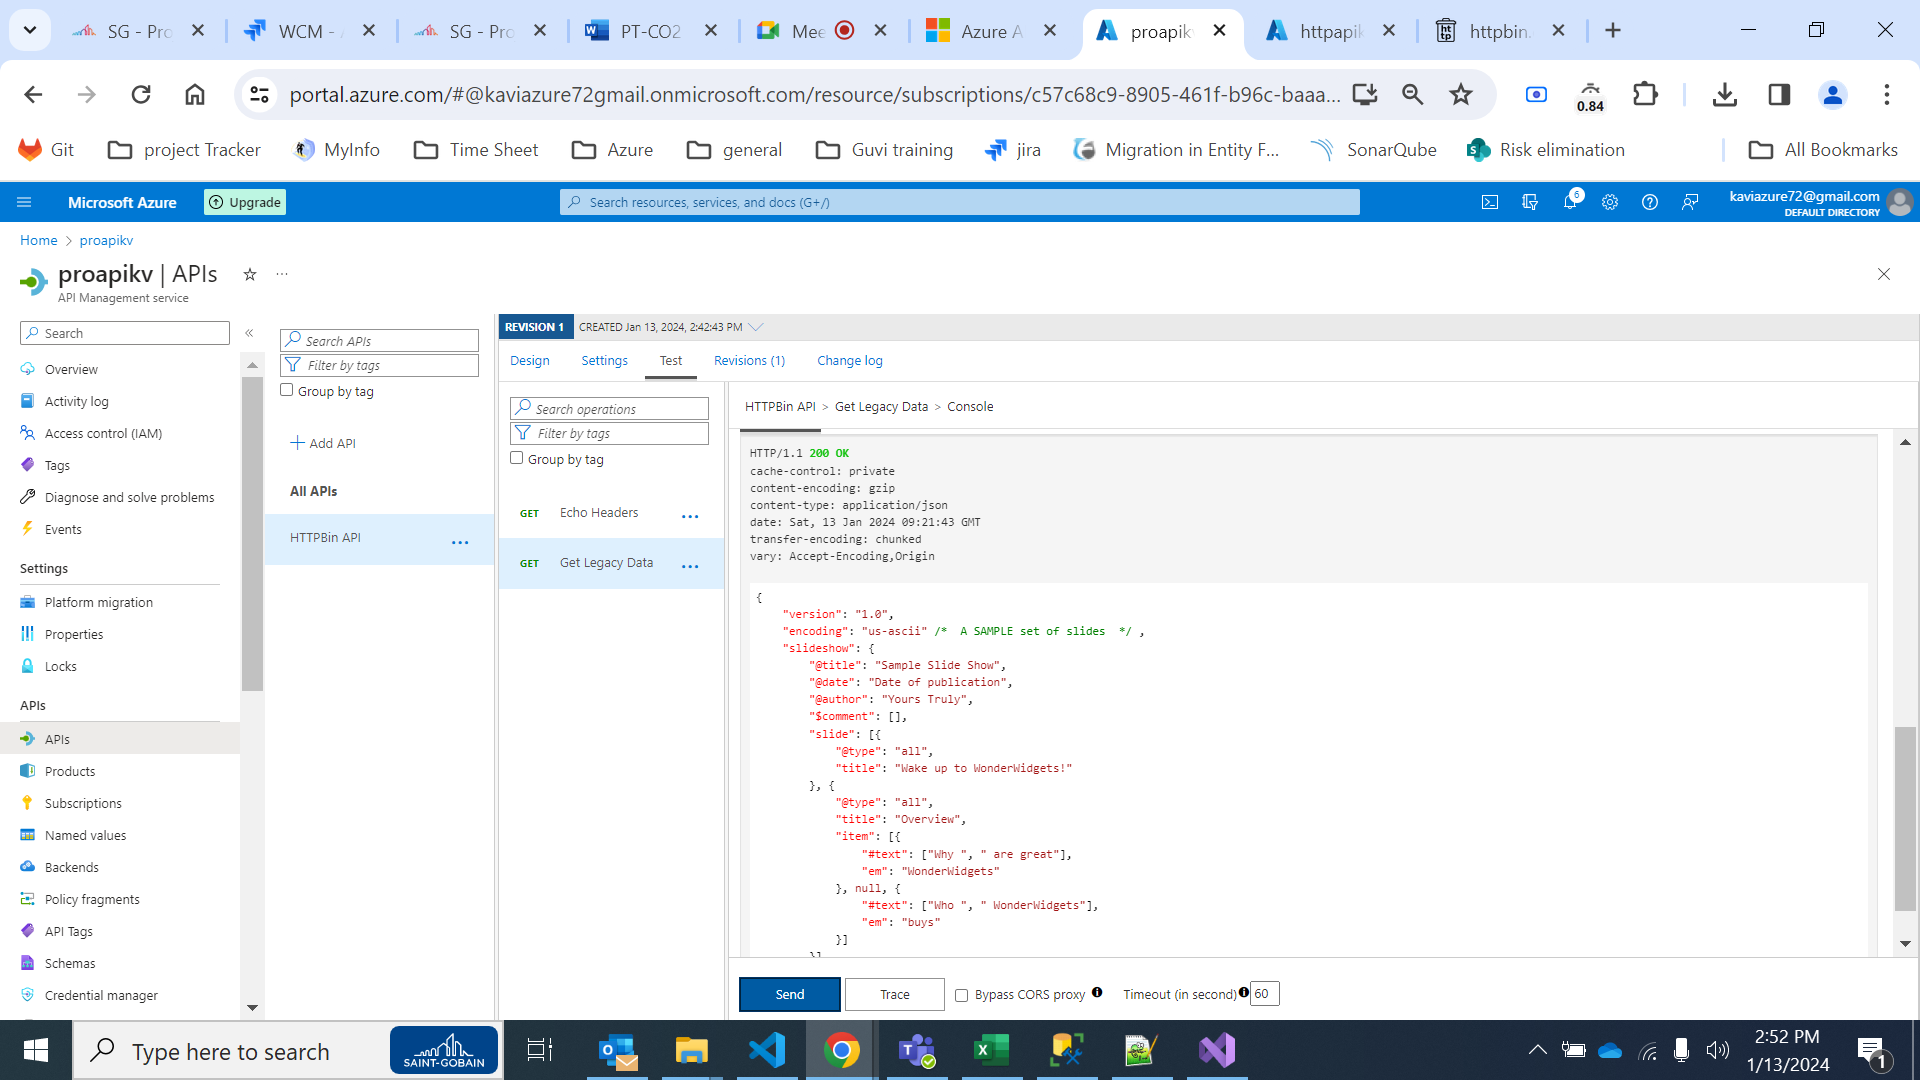 SG - Pro
WCM -
SG - Pro
PT-CO2
Mee
Azure A
proapik
httpapik
httpbin.
portal.azure.com/#@kaviazure72gmail.onmicrosoft.com/resource/subscriptions/c57c68c9-8905-461f-b96c-baaa...
0.84
Git
project Tracker
MyInfo
Time Sheet
Azure
general
Guvi training
jira
Migration in Entity F...
SonarQube
Risk elimination
All Bookmarks
Microsoft Azure
Upgrade
Search resources, services, and docs (G+/)
6
kaviazure72@gmail.com
DEFAULT DIRECTORY
Home > proapikv
proapikv | APIs
API Management service
Search
Overview
Activity log
Access control (IAM)
Tags
Diagnose and solve problems
Events
Settings
Platform migration
Properties
Locks
APIs
APIs
Products
Subscriptions
Named values
Backends
Policy fragments
API Tags
Schemas
Credential manager
Search APIs
Filter by tags
Group by tag
+ Add API
All APIs
HTTPBin API ...
REVISION 1 CREATED Jan 13, 2024, 2:42:43 PM
Design
Settings
Test
Revisions (1)
Change log
Search operations
Filter by tags
Group by tag
GET Echo Headers ...
GET Get Legacy Data ...
HTTPBin API > Get Legacy Data > Console
HTTP/1.1 200 OK
cache-control: private
content-encoding: gzip
content-type: application/json
date: Sat, 13 Jan 2024 09:21:43 GMT
transfer-encoding: chunked
vary: Accept-Encoding,Origin
{
"version": "1.0",
"encoding": "us-ascii" /*  A SAMPLE set of slides  */ ,
"slideshow": {
"@title": "Sample Slide Show",
"@date": "Date of publication",
"@author": "Yours Truly",
"$comment": [],
"slide": [{
"@type": "all",
"title": "Wake up to WonderWidgets!"
}, {
"@type": "all",
"title": "Overview",
"item": [{
"#text": ["Why ", " are great"],
"em": "WonderWidgets"
}, null, {
"#text": ["Who ", " WonderWidgets"],
"em": "buys"
}]
}]
Send
Trace
Bypass CORS proxy
Timeout (in second) 60
Type here to search
SAINT-GOBAIN
2:52 PM
1/13/2024
1